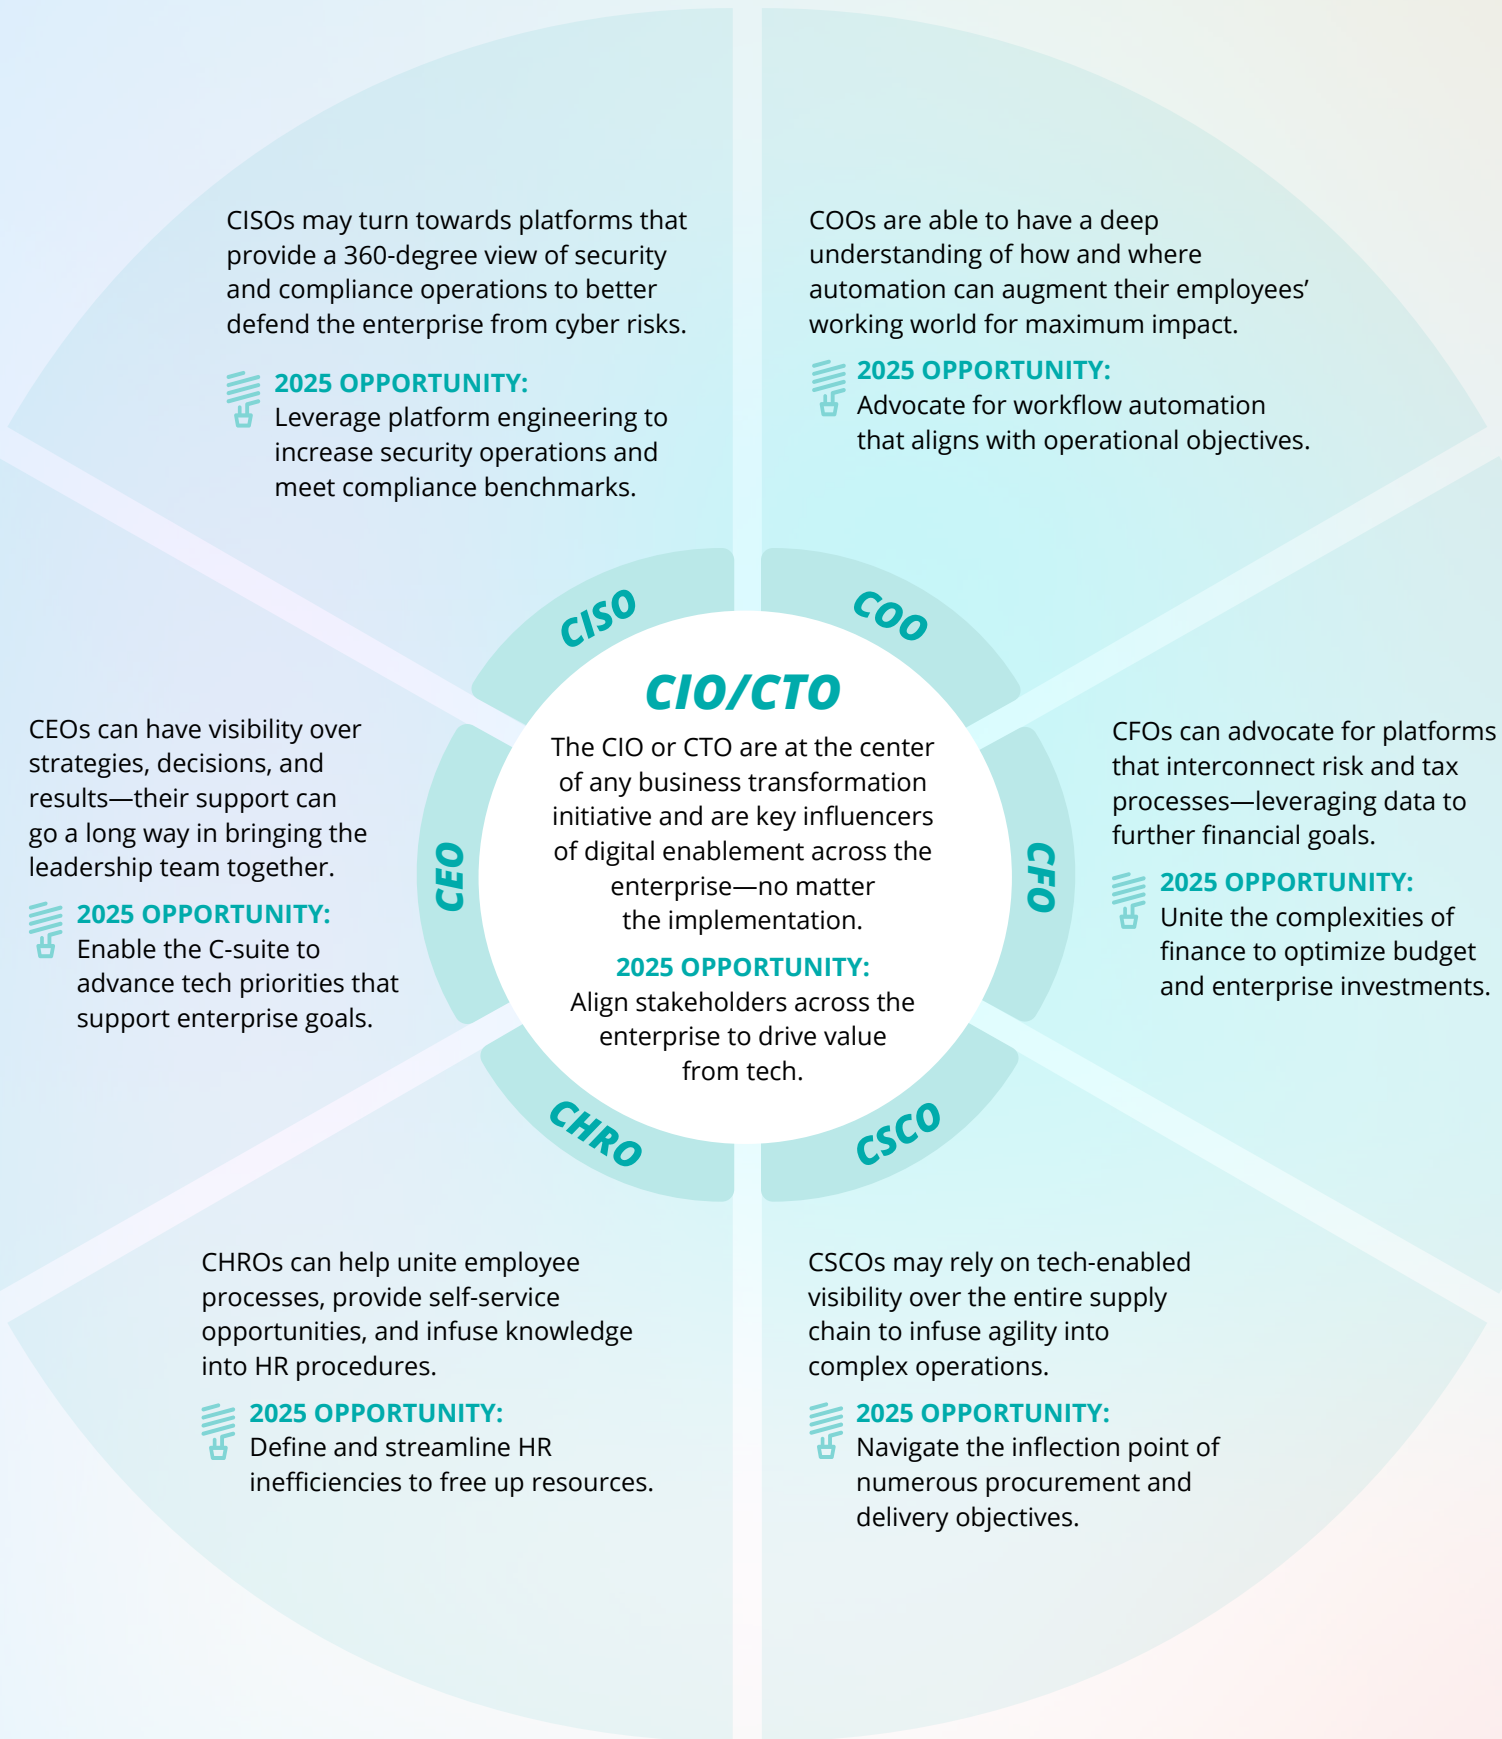 CISOs may turn towards platforms that
provide a 360-degree view of security
and compliance operations to better
defend the enterprise from cyber risks.
2025 OPPORTUNITY:
Leverage platform engineering to
increase security operations and
meet compliance benchmarks.
COOs are able to have a deep
understanding of how and where
automation can augment their employees’
working world for maximum impact.
2025 OPPORTUNITY:
Advocate for workflow automation
that aligns with operational objectives.
CISO
COO
CEOs can have visibility over
strategies, decisions, and
results—their support can
go a long way in bringing the
leadership team together.
2025 OPPORTUNITY:
Enable the C-suite to
advance tech priorities that
support enterprise goals.
CEO
CIO/CTO
The CIO or CTO are at the center
of any business transformation
initiative and are key influencers
of digital enablement across the
enterprise—no matter
the implementation.
2025 OPPORTUNITY:
Align stakeholders across the
enterprise to drive value
from tech.
CFO
CFOs can advocate for platforms
that interconnect risk and tax
processes—leveraging data to
further financial goals.
2025 OPPORTUNITY:
Unite the complexities of
finance to optimize budget
and enterprise investments.
CHRO
CSCO
CHROs can help unite employee
processes, provide self-service
opportunities, and infuse knowledge
into HR procedures.
2025 OPPORTUNITY:
Define and streamline HR
inefficiencies to free up resources.
CSCOs may rely on tech-enabled
visibility over the entire supply
chain to infuse agility into
complex operations.
2025 OPPORTUNITY:
Navigate the inflection point of
numerous procurement and
delivery objectives.